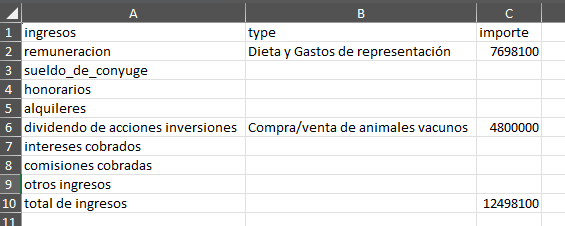 A B C
1 ingresos type importe
2 remuneracion Dieta y Gastos de representación 7698100
3 sueldo_de_conyuge
4 honorarios
5 alquileres
6 dividendo de acciones inversiones Compra/venta de animales vacunos 4800000
7 intereses cobrados
8 comisiones cobradas
9 otros ingresos
10 total de ingresos 12498100
11